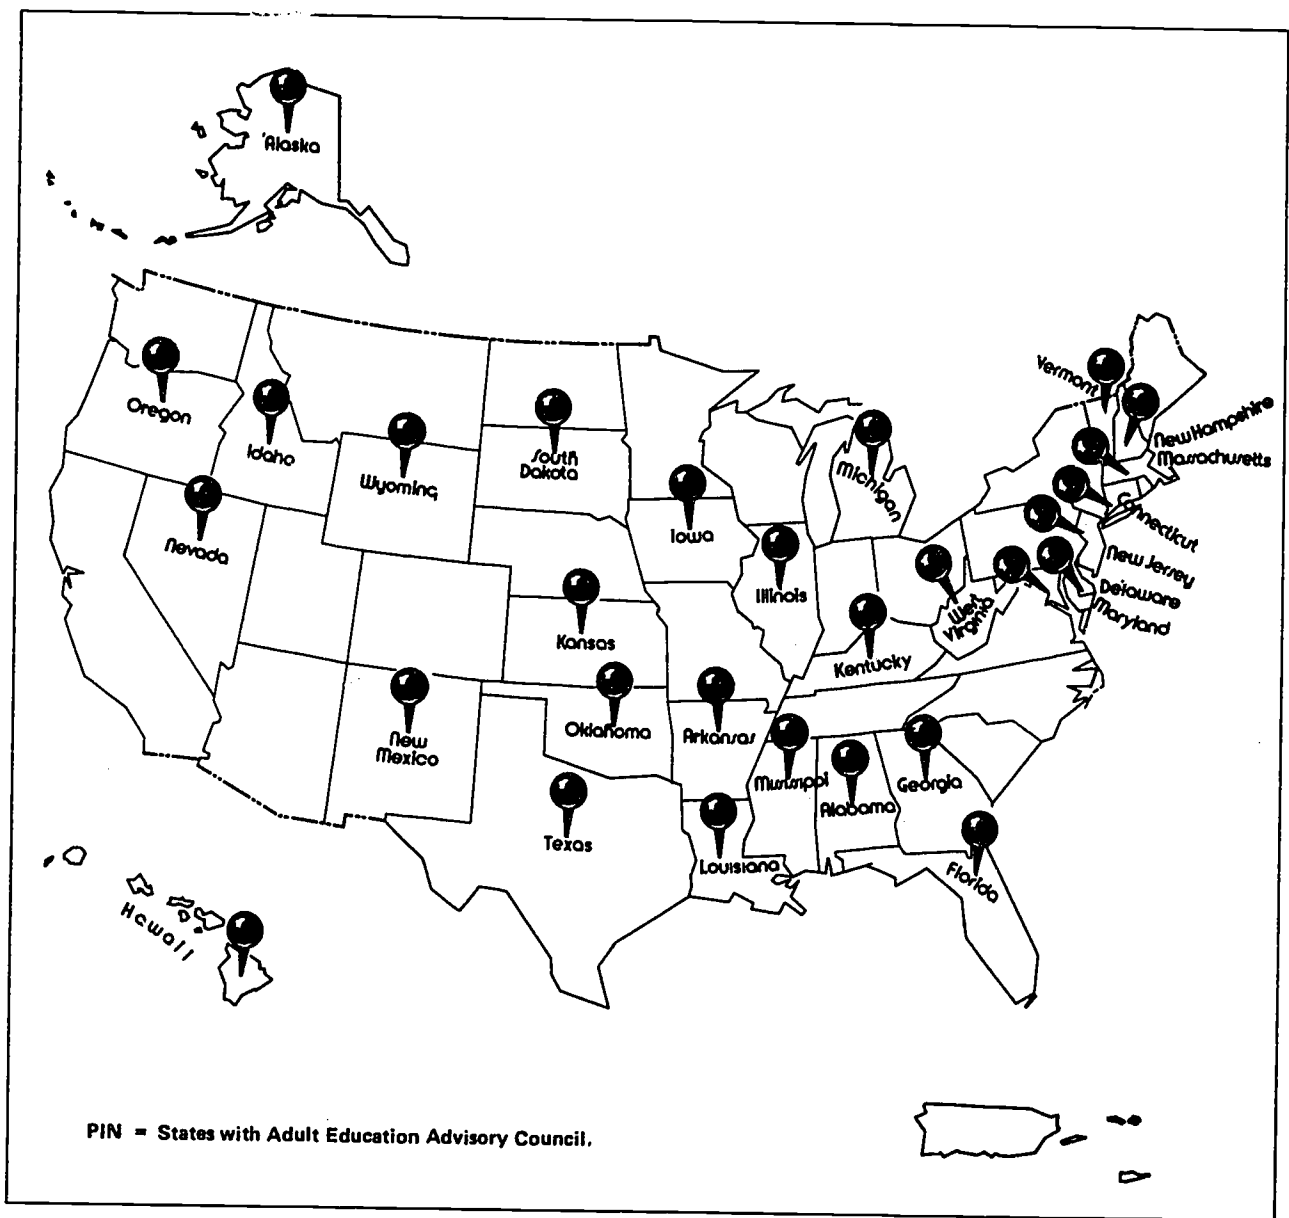 Alaska
Vermont
Oregon
Idaho
Wyoming
South
Dakota
Michigan
New Hampshire
Massachusetts
Nevada
Iowa
Connecticut
Illinois
New Jersey
Delaware
Maryland
West
Virginia
Kansas
Kentucky
New
Mexico
Oklahoma
Arkansas
Mississippi
Alabama
Georgia
Texas
Louisiana
Florida
Hawaii
PIN = States with Adult Education Advisory Council.